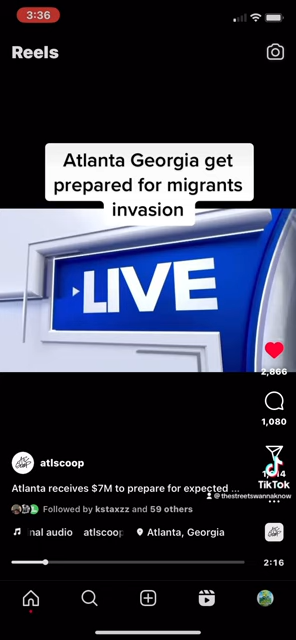 3:36
Reels
Atlanta Georgia get
prepared for migrants
invasion
LIVE
2,866
1,080
TikTok
@thestreetswannaknow
atlscoop
Atlanta receives $7M to prepare for expected ...
Followed by kstaxzz and 59 others
nal audio atlscoop
Atlanta, Georgia
2:16